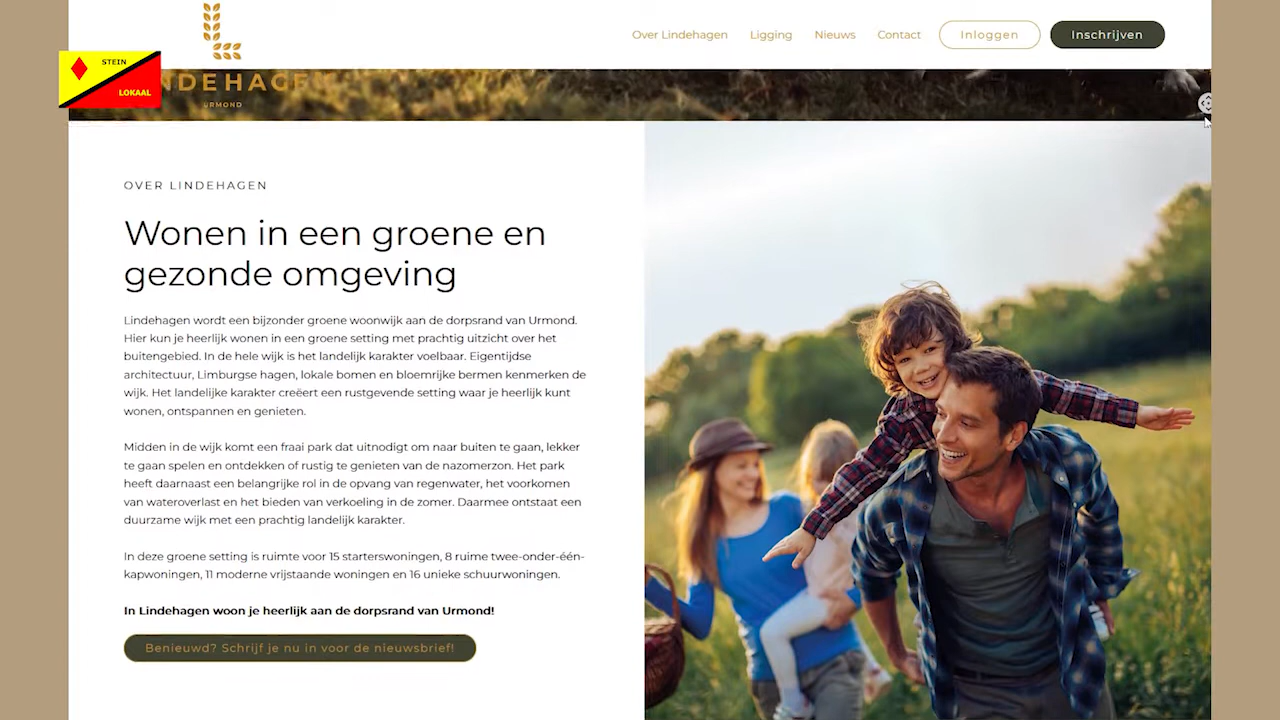 Over Lindehagen Ligging Nieuws Contact Inloggen Inschrijven
STEIN
LOKAAL
URMOND
OVER LINDEHAGEN
Wonen in een groene en
gezonde omgeving
Lindehagen wordt een bijzonder groene woonwijk aan de dorpsrand van Urmond.
Hier kun je heerlijk wonen in een groene setting met prachtig uitzicht over het
buitengebied. In de hele wijk is het landelijk karakter voelbaar. Eigentijdse
architectuur, Limburgse hagen, lokale bomen en bloemrijke bermen kenmerken de
wijk. Het landelijke karakter creëert een rustgevende setting waar je heerlijk kunt
wonen, ontspannen en genieten.
Midden in de wijk komt een fraai park dat uitnodigt om naar buiten te gaan, lekker
te gaan spelen en ontdekken of rustig te genieten van de nazomerzon. Het park
heeft daarnaast een belangrijke rol in de opvang van regenwater, het voorkomen
van wateroverlast en het bieden van verkoeling in de zomer. Daarmee ontstaat een
duurzame wijk met een prachtig landelijk karakter.
In deze groene setting is ruimte voor 15 starterswoningen, 8 ruime twee-onder-één-
kapwoningen, 11 moderne vrijstaande woningen en 16 unieke schuurwoningen.
In Lindehagen woon je heerlijk aan de dorpsrand van Urmond!
Benieuwd? Schrijf je nu in voor de nieuwsbrief!